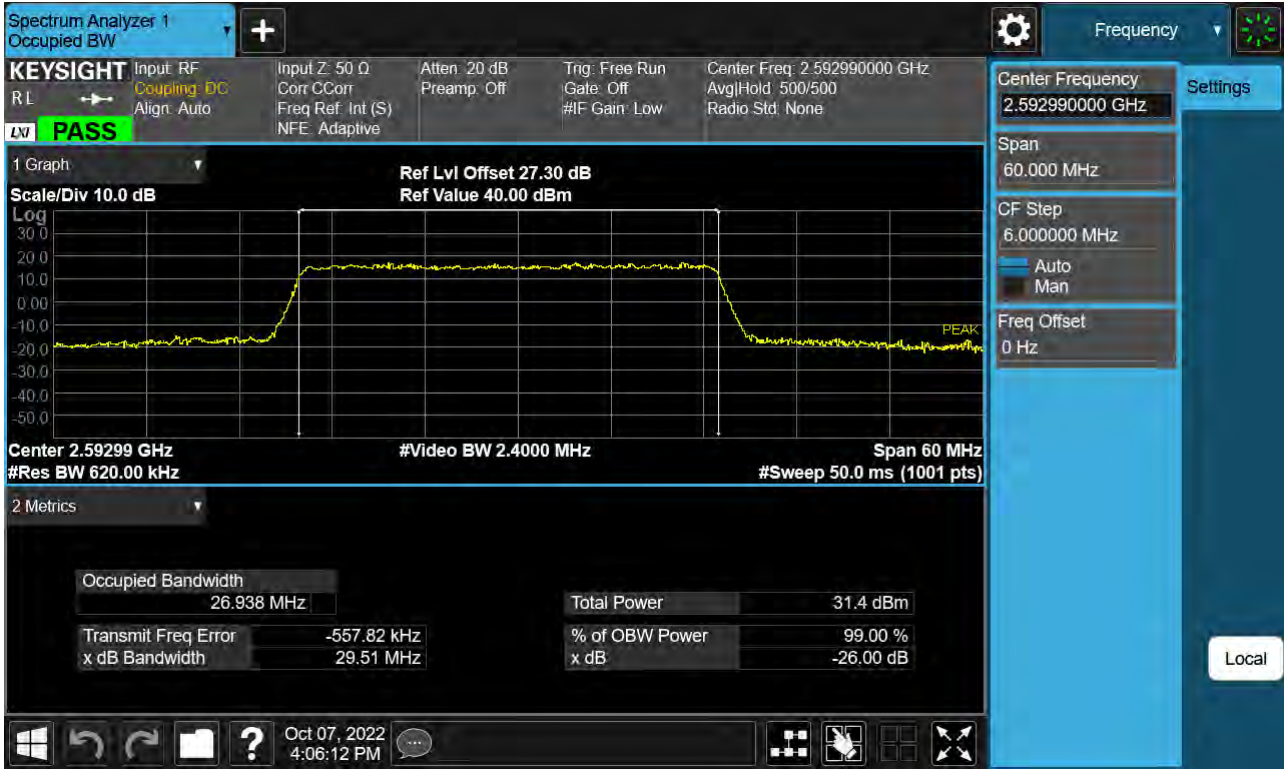 Spectrum Analyzer 1
Occupied BW
Frequency
KEYSIGHT
RL
LXI PASS
Input: RF
Coupling: DC
Align: Auto
Input Z: 50 Ω
Corr CCorr
Freq Ref: Int (S)
NFE: Adaptive
Atten: 20 dB
Preamp: Off
Trig: Free Run
Gate: Off
#IF Gain: Low
Center Freq: 2.592990000 GHz
Avg|Hold: 500/500
Radio Std: None
1 Graph
Scale/Div 10.0 dB
Ref Lvl Offset 27.30 dB
Ref Value 40.00 dBm
Log
30.0
20.0
10.0
0.00
-10.0
-20.0
-30.0
-40.0
-50.0
PEAK
Center 2.59299 GHz
#Video BW 2.4000 MHz
Span 60 MHz
#Res BW 620.00 kHz
#Sweep 50.0 ms (1001 pts)
2 Metrics
Occupied Bandwidth
26.938 MHz
Total Power 31.4 dBm
Transmit Freq Error -557.82 kHz
% of OBW Power 99.00 %
x dB Bandwidth 29.51 MHz
x dB -26.00 dB
Center Frequency
2.592990000 GHz
Settings
Span
60.000 MHz
CF Step
6.000000 MHz
Auto
Man
Freq Offset
0 Hz
Local
?
Oct 07, 2022
4:06:12 PM